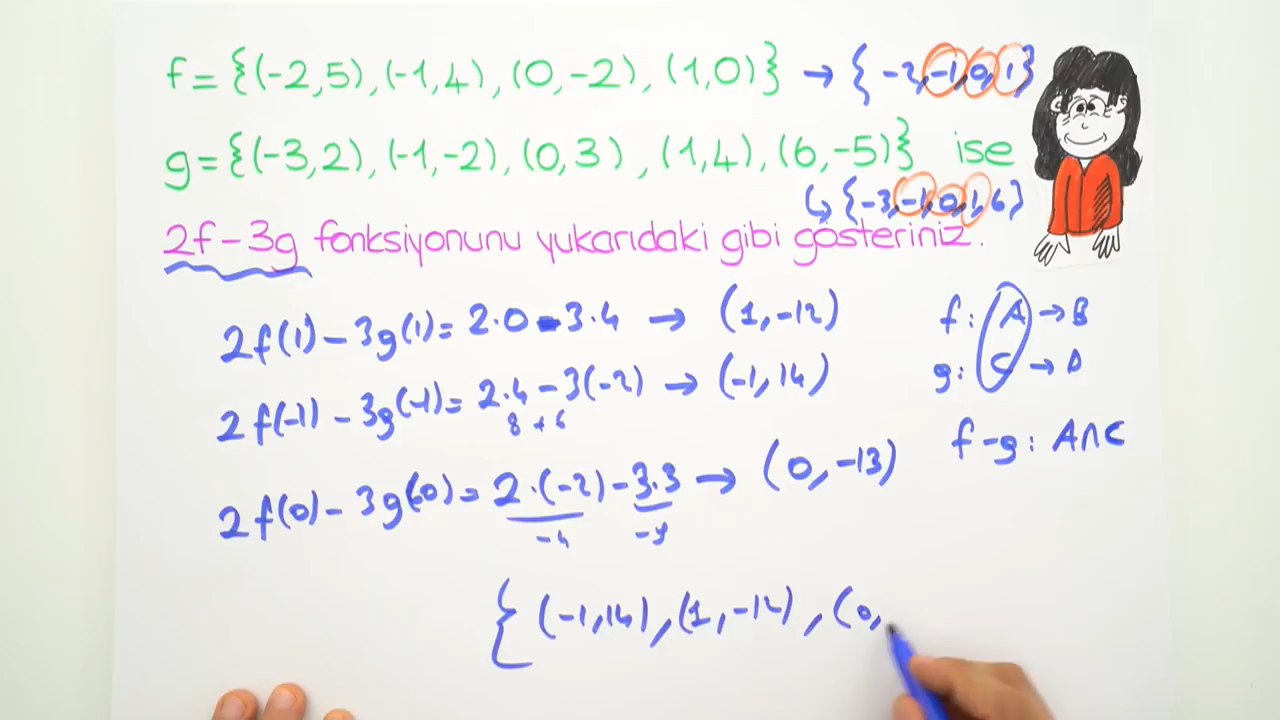 f = {(-2,5),(-1,4),(0,-2),(1,0)} → {-2,-1,0,1}
g = {(-3,2),(-1,-2),(0,3),(1,4),(6,-5)} ise
↳ {-3,-1,0,1,6}
2f-3g fonksiyonunu yukarıdaki gibi gösteriniz.
2f(1) - 3g(1) = 2.0 - 3.4 → (1,-12)
2f(-1) - 3g(-1) = 2.4 - 3(-2) → (-1,14)
8+6
2f(0) - 3g(0) = 2.(-2) - 3.3 → (0,-13)
-4 -9
{(-1,14),(1,-12),(0,
f: A → B
g: C → D
f-g: A∩C